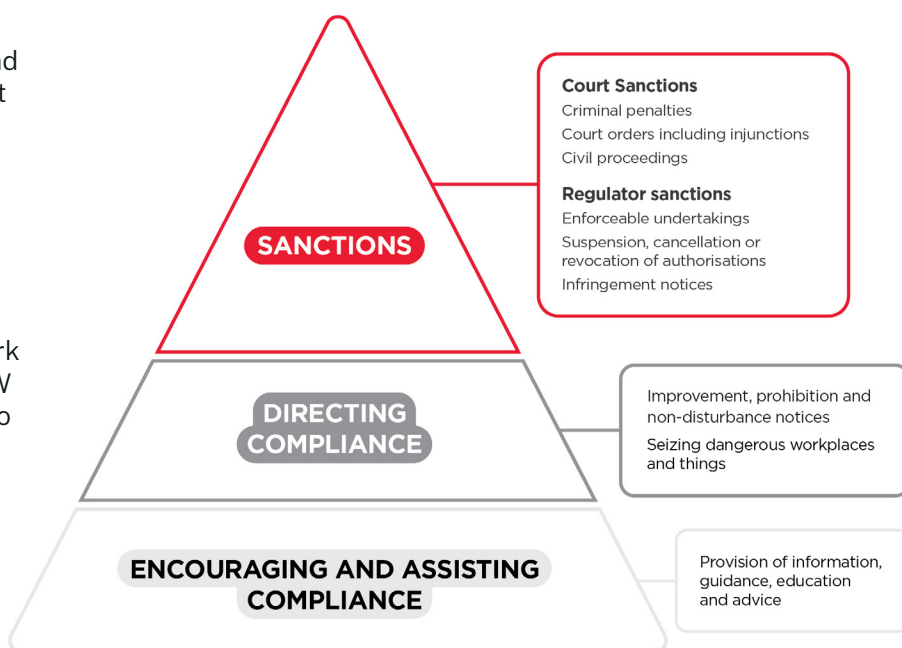 SANCTIONS
Court Sanctions
Criminal penalties
Court orders including injunctions
Civil proceedings
Regulator sanctions
Enforceable undertakings
Suspension, cancellation or
revocation of authorisations
Infringement notices
DIRECTING
COMPLIANCE
Improvement, prohibition and
non-disturbance notices
Seizing dangerous workplaces
and things
ENCOURAGING AND ASSISTING
COMPLIANCE
Provision of information,
guidance, education
and advice